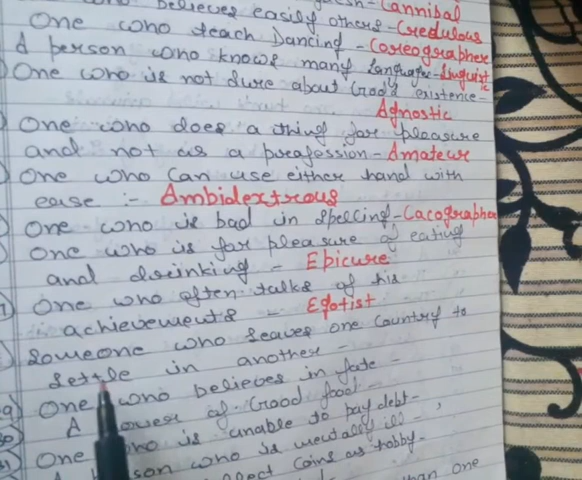 Cannibal
One who believes easily others - Credulous
One who teach Dancing - Coreographer
A person who knows many languages - Linguistic
One who is not sure about God's existence -
Agnostic
One who does a thing for pleasure
and not as a proafession - Amateur
One who can use either hand with
ease :- Ambidextrous
One who is bad in spelling - Cacographer
One who is for pleasure of eating
and drinking - Epicure
One who often talks of his
achievements - Egotist
Someone who leaves one country to
settle in another -
One who believes in fate -
A lover of Good food -
One who is unable to pay debt -
person who is mentally ill - ,
collect coins as hobby -
than one